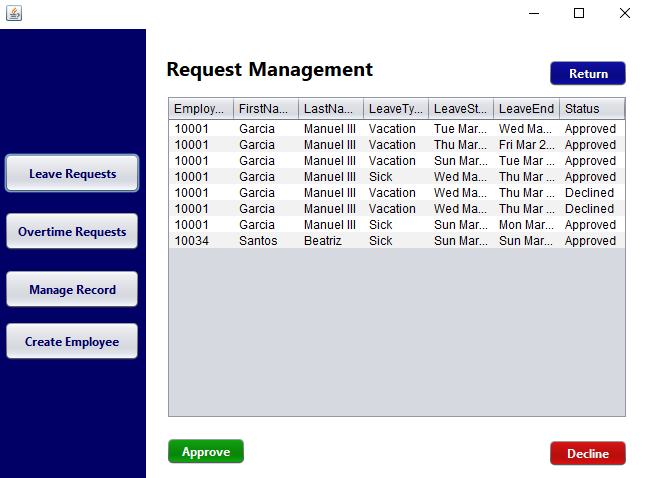 Request Management
Return
Employ... FirstNa... LastNa... LeaveTy... LeaveSt... LeaveEnd Status
10001 Garcia Manuel III Vacation Tue Mar... Wed Ma... Approved
10001 Garcia Manuel III Vacation Thu Mar... Fri Mar 2... Approved
10001 Garcia Manuel III Vacation Sun Mar... Tue Mar ... Approved
10001 Garcia Manuel III Sick Wed Ma... Thu Mar ... Approved
10001 Garcia Manuel III Vacation Wed Ma... Thu Mar ... Declined
10001 Garcia Manuel III Vacation Wed Ma... Thu Mar ... Declined
10001 Garcia Manuel III Sick Sun Mar... Mon Mar... Approved
10034 Santos Beatriz Sick Sun Mar... Sun Mar... Approved
Leave Requests
Overtime Requests
Manage Record
Create Employee
Approve
Decline